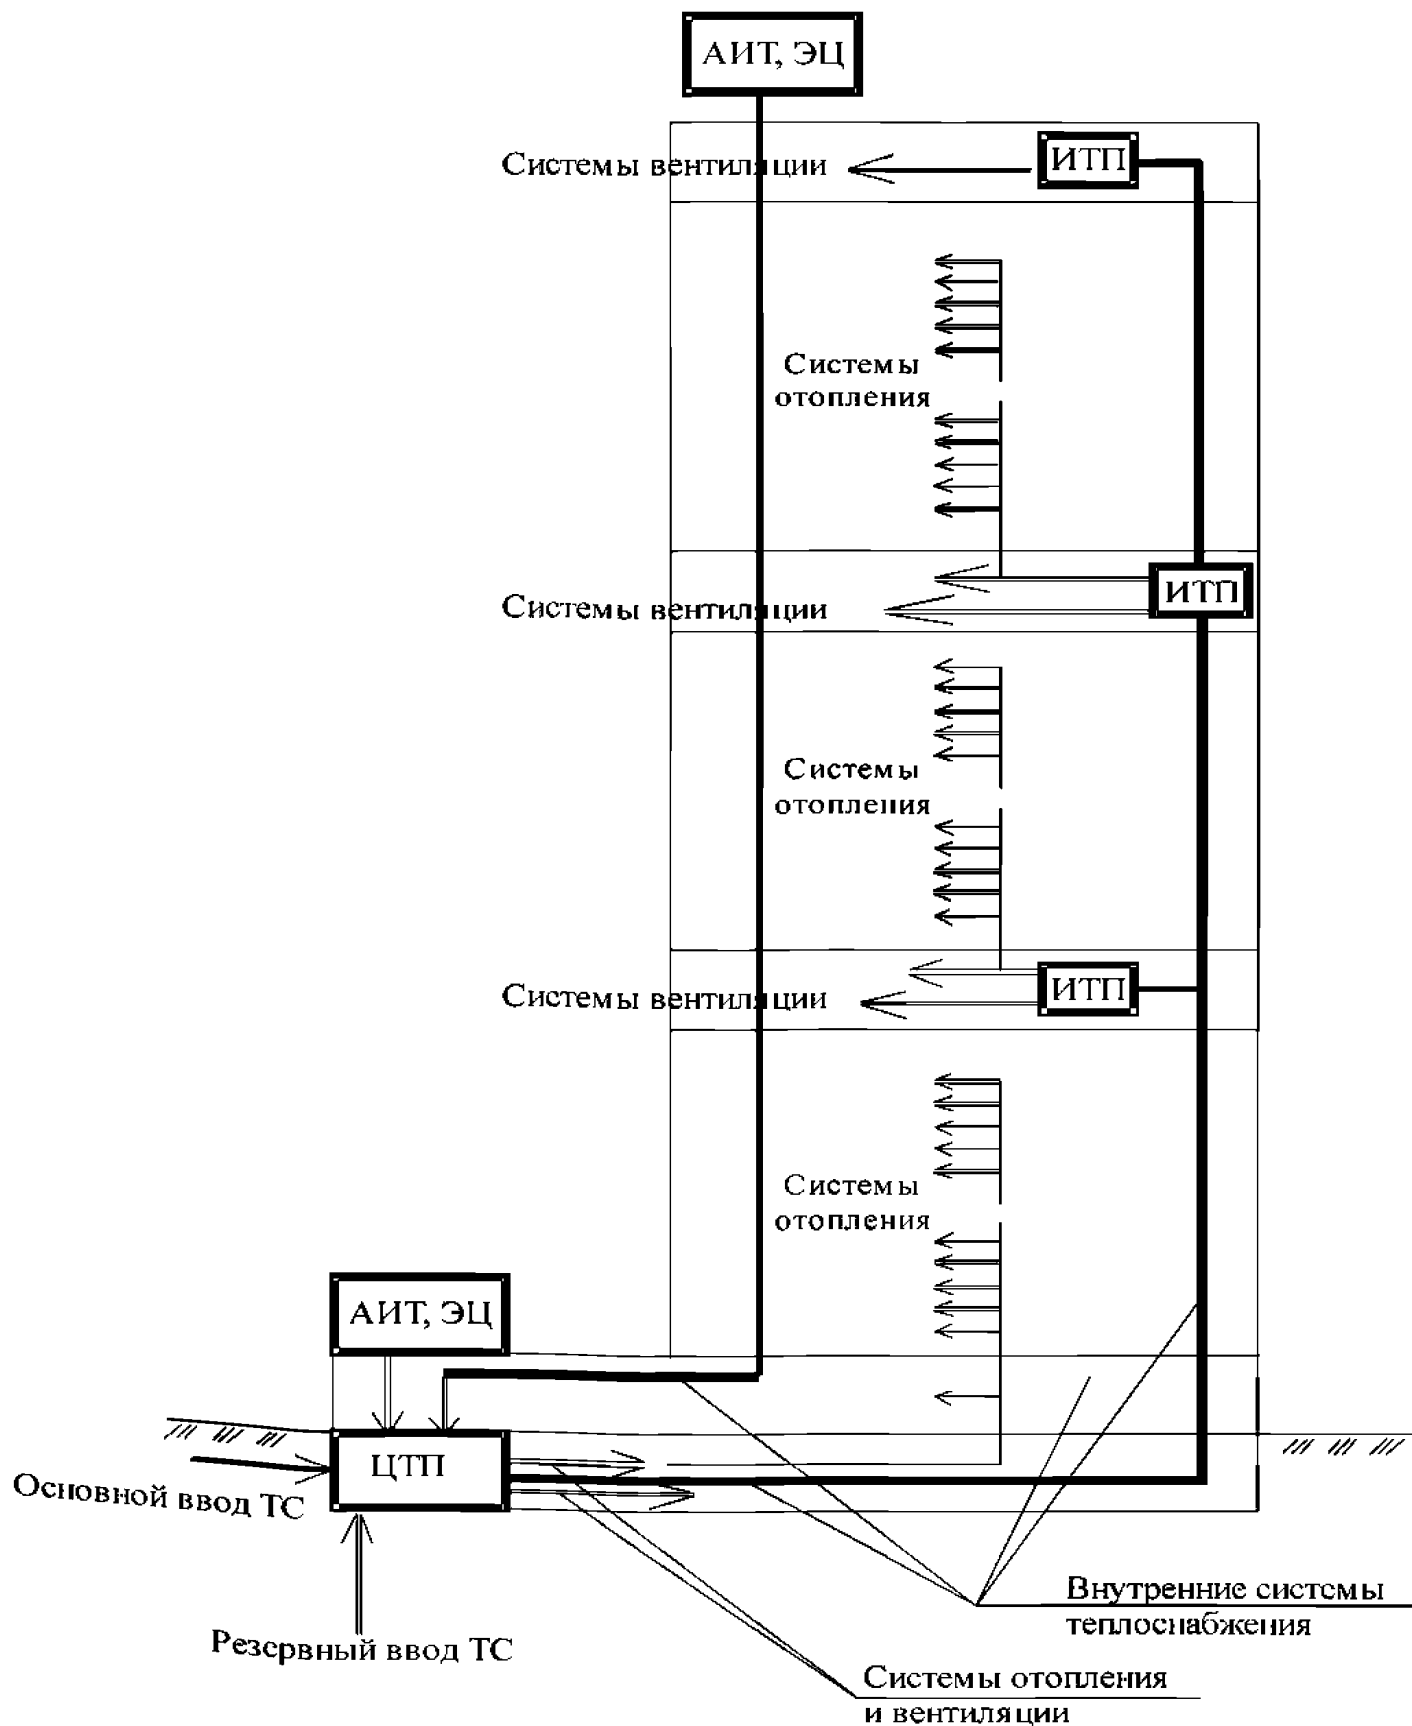 АИТ, ЭЦ
ИТП
Системы вентиляции
Системы
отопления
ИТП
Системы вентиляции
Системы
отопления
ИТП
Системы вентиляции
Системы
отопления
АИТ, ЭЦ
ЦТП
Основной ввод ТС
Резервный ввод ТС
Внутренние системы
теплоснабжения
Системы отопления
и вентиляции